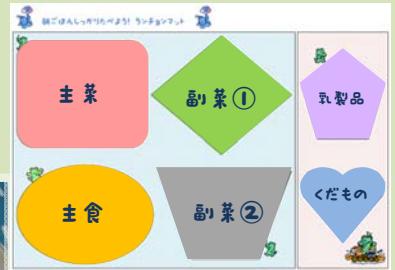 朝ごはんしっかりたべよう! ランチョンマット
主菜
副菜①
乳製品
主食
副菜②
くだもの